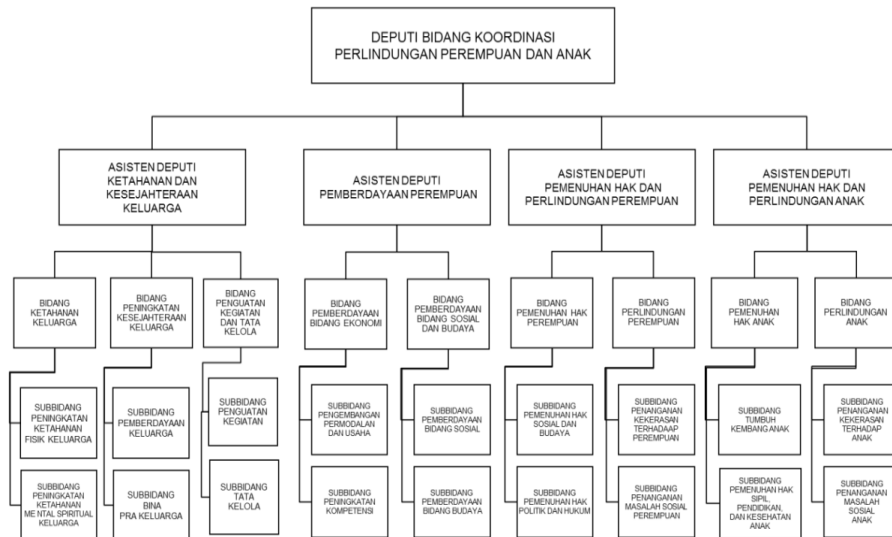 DEPUTI BIDANG KOORDINASI
PERLINDUNGAN PEREMPUAN DAN ANAK
ASISTEN DEPUTI
KETAHANAN DAN
KESEJAHTERAAN
KELUARGA
ASISTEN DEPUTI
PEMBERDAYAAN PEREMPUAN
ASISTEN DEPUTI
PEMENUHAN HAK DAN
PERLINDUNGAN PEREMPUAN
ASISTEN DEPUTI
PEMENUHAN HAK DAN
PERLINDUNGAN ANAK
BIDANG
KETAHANAN
KELUARGA
BIDANG
PENINGKATAN
KESEJAHTERAAN
KELUARGA
BIDANG
PENGUATAN
KEGIATAN
DAN TATA
KELOLA
BIDANG
PEMBERDAYAAN
BIDANG EKONOMI
BIDANG
PEMBERDAYAAN
BIDANG SOSIAL
DAN BUDAYA
BIDANG
PEMENUHAN HAK
PEREMPUAN
BIDANG
PERLINDUNGAN
PEREMPUAN
BIDANG
PEMENUHAN
HAK ANAK
BIDANG
PERLINDUNGAN
ANAK
SUBBIDANG
PENINGKATAN
KETAHANAN
FISIK KELUARGA
SUBBIDANG
PEMBERDAYAAN
KELUARGA
SUBBIDANG
PENGUATAN
KEGIATAN
SUBBIDANG
PENGEMBANGAN
PERMODALAN
DAN USAHA
SUBBIDANG
PEMBERDAYAAN
BIDANG SOSIAL
SUBBIDANG
PEMENUHAN HAK
SOSIAL DAN
BUDAYA
SUBBIDANG
PENANGANAN
KEKERASAN
TERHADAAP
PEREMPUAN
SUBBIDANG
TUMBUH
KEMBANG ANAK
SUBBIDANG
PENANGANAN
KEKERASAN
TERHADAP
ANAK
SUBBIDANG
PENINGKATAN
KETAHANAN
MENTAL SPIRITUAL
KELUARGA
SUBBIDANG
BINA
PRA KELUARGA
SUBBIDANG
TATA
KELOLA
SUBBIDANG
PENINGKATAN
KOMPETENSI
SUBBIDANG
PEMBERDAYAAN
BIDANG BUDAYA
SUBBIDANG
PEMENUHAN HAK
POLITIK DAN HUKUM
SUBBIDANG
PENANGANAN
MASALAH SOSIAL
PEREMPUAN
SUBBIDANG
PEMENUHAN HAK
SIPIL,
PENDIDIKAN,
DAN KESEHATAN
ANAK
SUBBIDANG
PENANGANAN
MASALAH
SOSIAL
ANAK